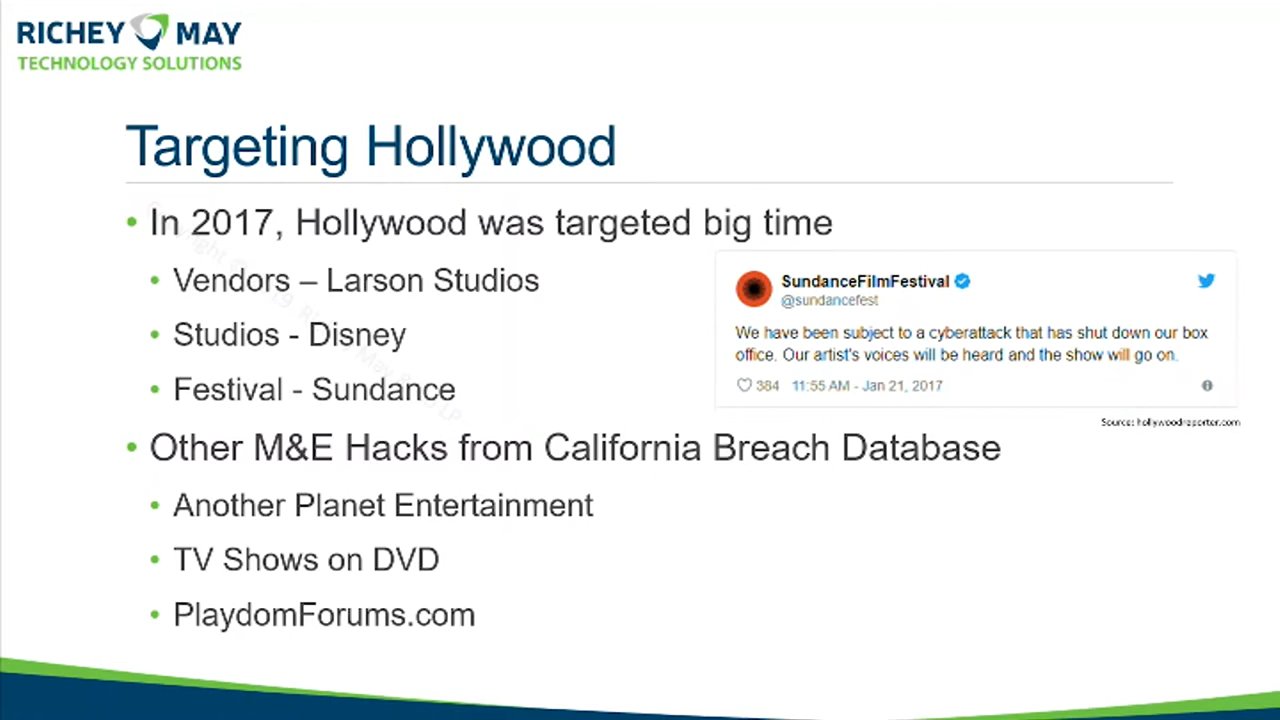 RICHEY MAY
TECHNOLOGY SOLUTIONS
Targeting Hollywood
• In 2017, Hollywood was targeted big time
• Vendors – Larson Studios
• Studios - Disney
• Festival - Sundance
SundanceFilmFestival
@sundancefest
We have been subject to a cyberattack that has shut down our box
office. Our artist's voices will be heard and the show will go on.
384 11:55 AM - Jan 21, 2017
Source: hollywoodreporter.com
• Other M&E Hacks from California Breach Database
• Another Planet Entertainment
• TV Shows on DVD
• PlaydomForums.com